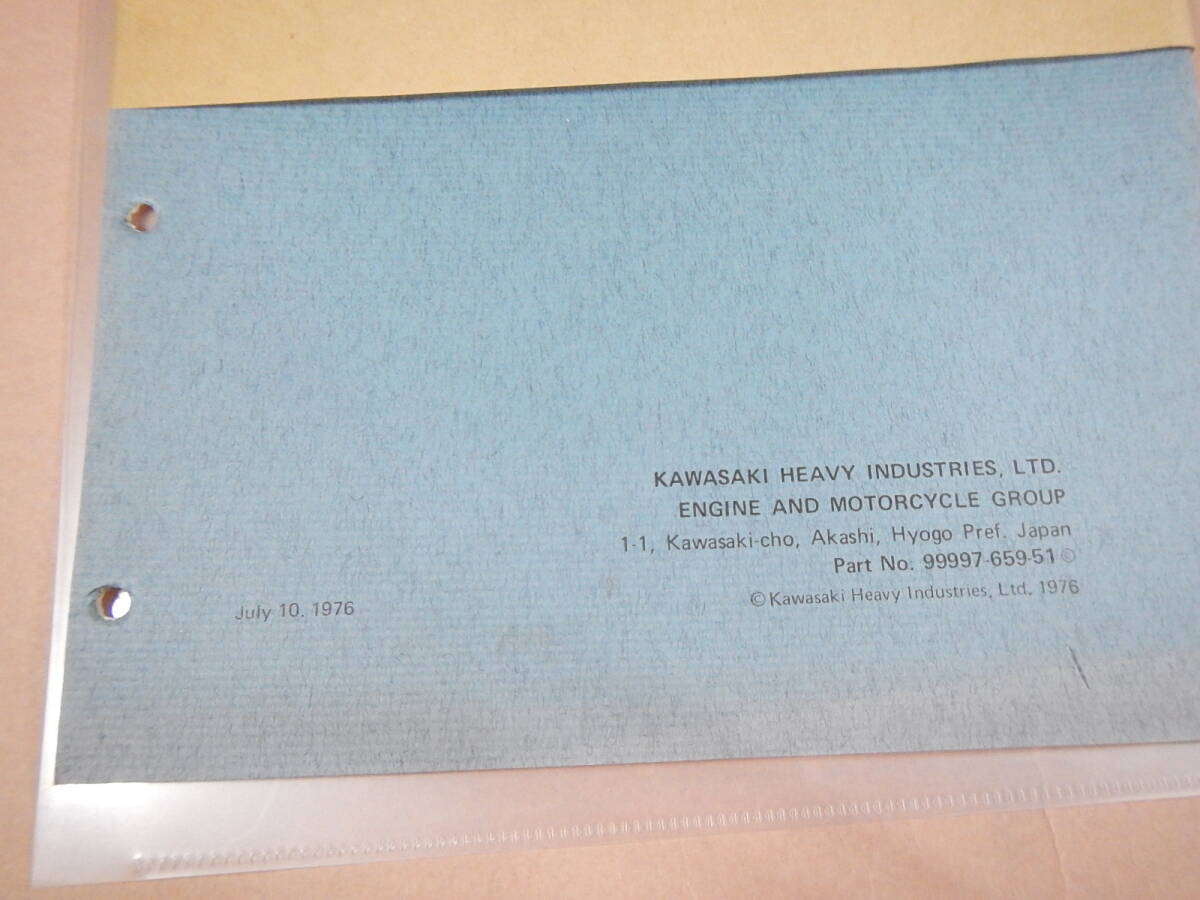 KAWASAKI HEAVY INDUSTRIES, LTD.
ENGINE AND MOTORCYCLE GROUP
1-1, Kawasaki-cho, Akashi, Hyogo Pref. Japan
Part No. 99997-659-51 ©
© Kawasaki Heavy Industries, Ltd. 1976
July 10. 1976